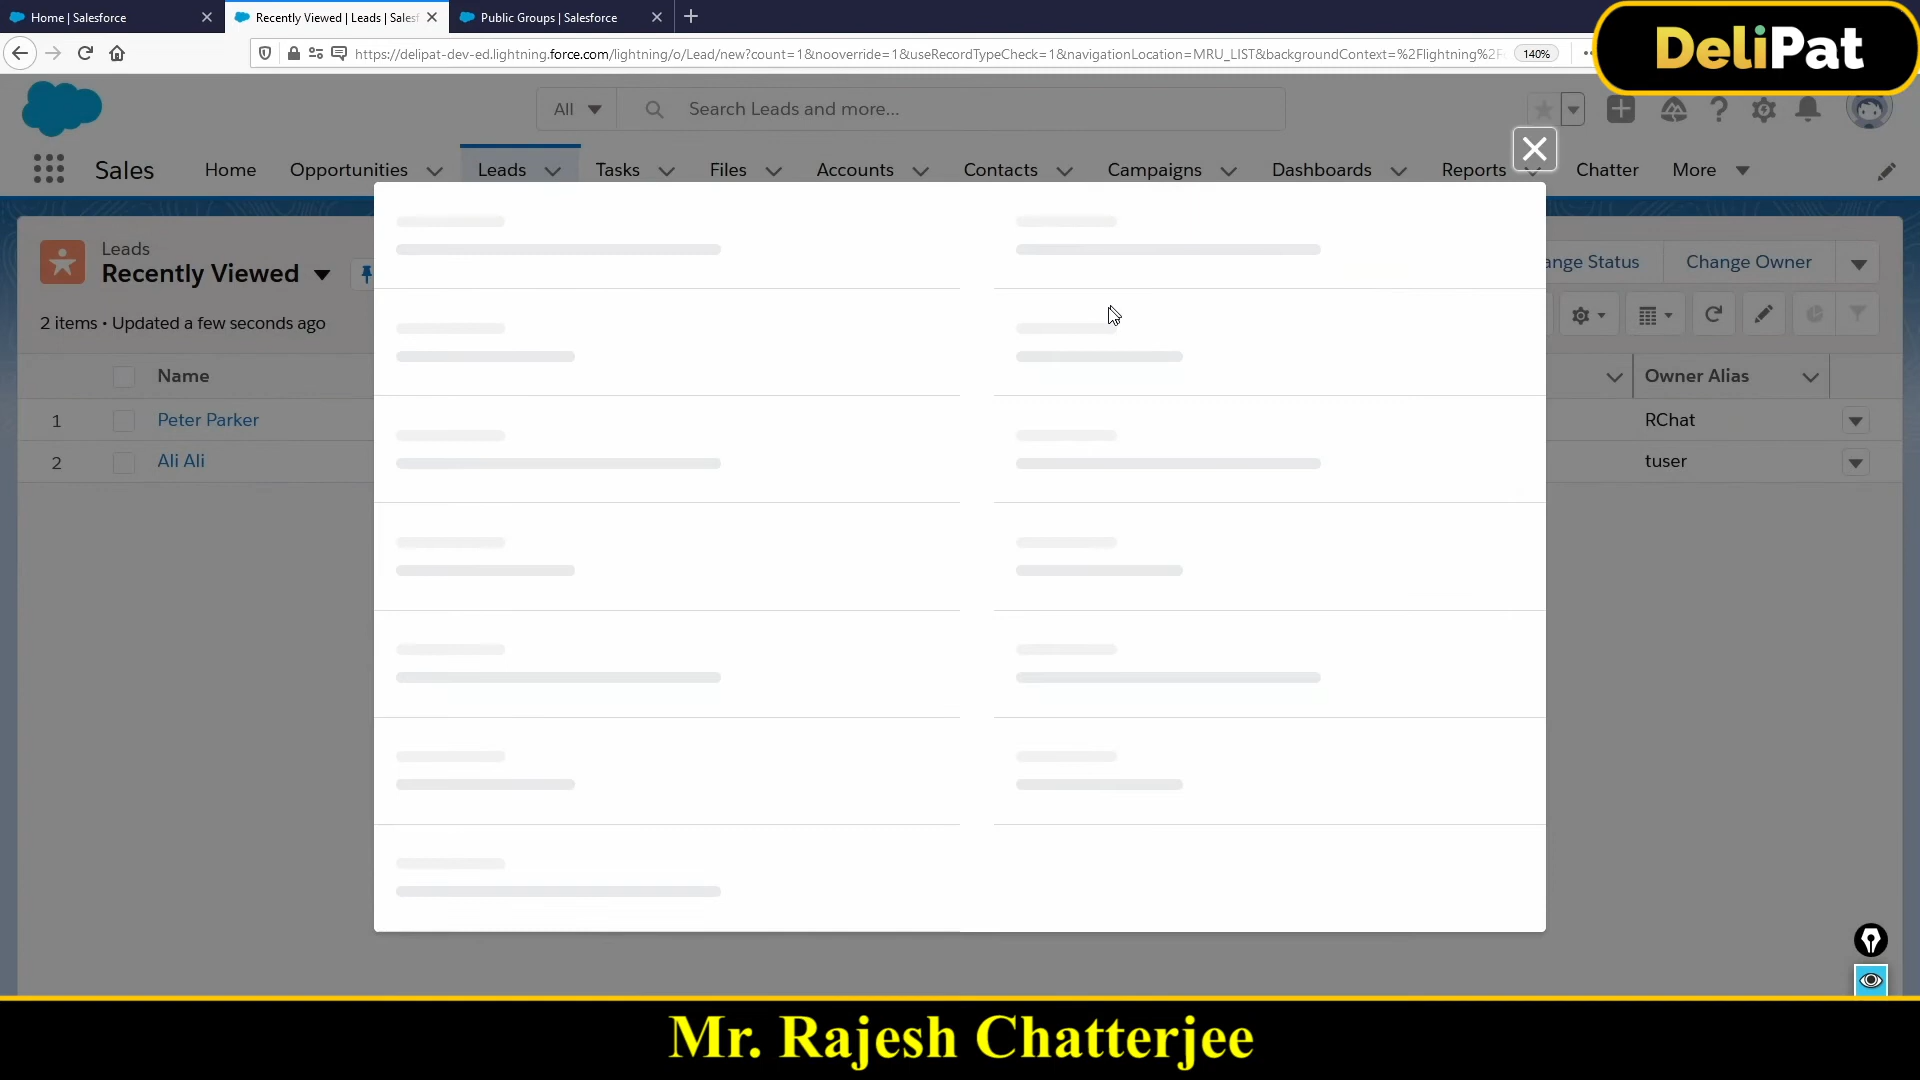 Home | Salesforce
Recently Viewed | Leads | Salesf
Public Groups | Salesforce
https://delipat-dev-ed.lightning.force.com/lightning/o/Lead/new?count=1&nooverride=1&useRecordTypeCheck=1&navigationLocation=MRU_LIST&backgroundContext=%2Flightning%2F
140%
DeliPat
All
Search Leads and more...
Sales
Home
Opportunities
Leads
Tasks
Files
Accounts
Contacts
Campaigns
Dashboards
Reports
Chatter
More
Leads
Recently Viewed
ange Status
Change Owner
2 items • Updated a few seconds ago
Name
Owner Alias
1
Peter Parker
RChat
2
Ali Ali
tuser
Mr. Rajesh Chatterjee